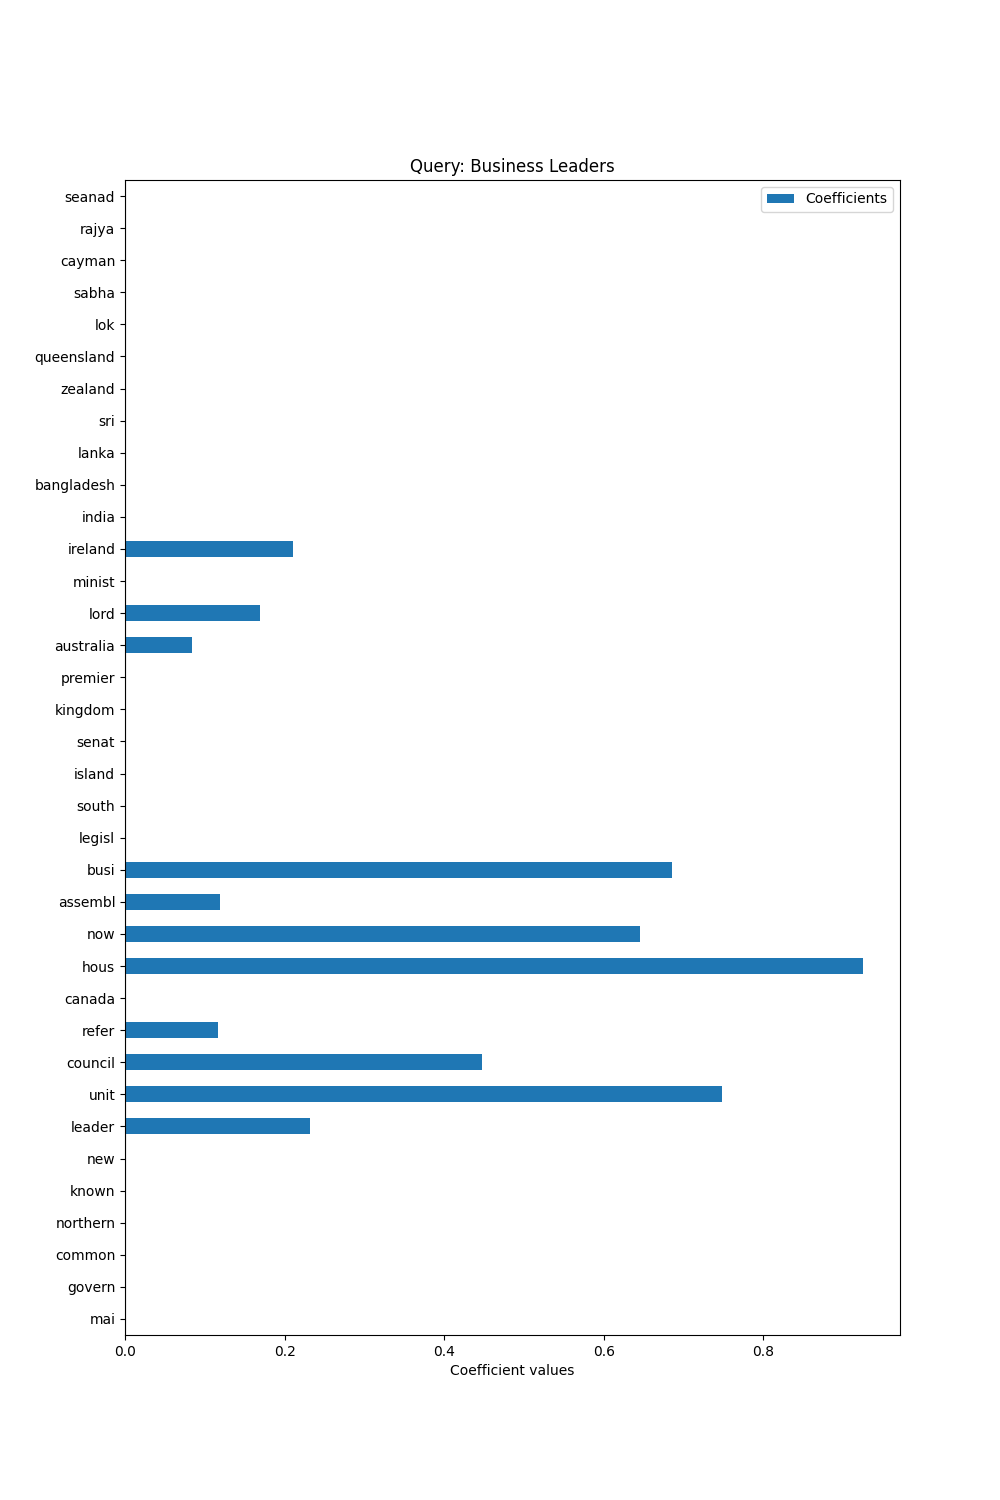 Query: Business Leaders
Coefficients
seanad
rajya
cayman
sabha
lok
queensland
zealand
sri
lanka
bangladesh
india
ireland
minist
lord
australia
premier
kingdom
senat
island
south
legisl
busi
assembl
now
hous
canada
refer
council
unit
leader
new
known
northern
common
govern
mai
0.0 0.2 0.4 0.6 0.8
Coefficient values